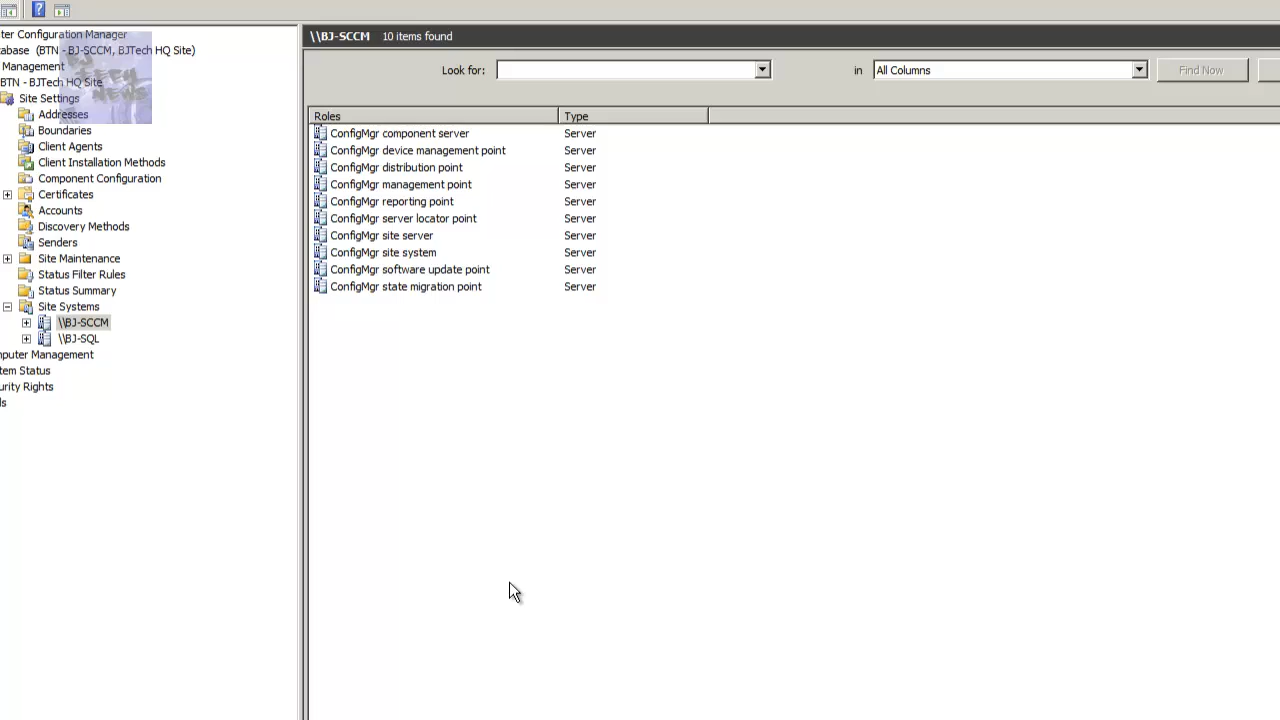 ter Configuration Manager
abase (BTN - BJ-SCCM, BJTech HQ Site)
Management
BTN - BJTech HQ Site
Site Settings
Addresses
Boundaries
Client Agents
Client Installation Methods
Component Configuration
Certificates
Accounts
Discovery Methods
Senders
Site Maintenance
Status Filter Rules
Status Summary
Site Systems
\\BJ-SCCM
\\BJ-SQL
nputer Management
tem Status
urity Rights
ls
\\BJ-SCCM 10 items found
Look for: in All Columns Find Now
Roles Type
ConfigMgr component server Server
ConfigMgr device management point Server
ConfigMgr distribution point Server
ConfigMgr management point Server
ConfigMgr reporting point Server
ConfigMgr server locator point Server
ConfigMgr site server Server
ConfigMgr site system Server
ConfigMgr software update point Server
ConfigMgr state migration point Server